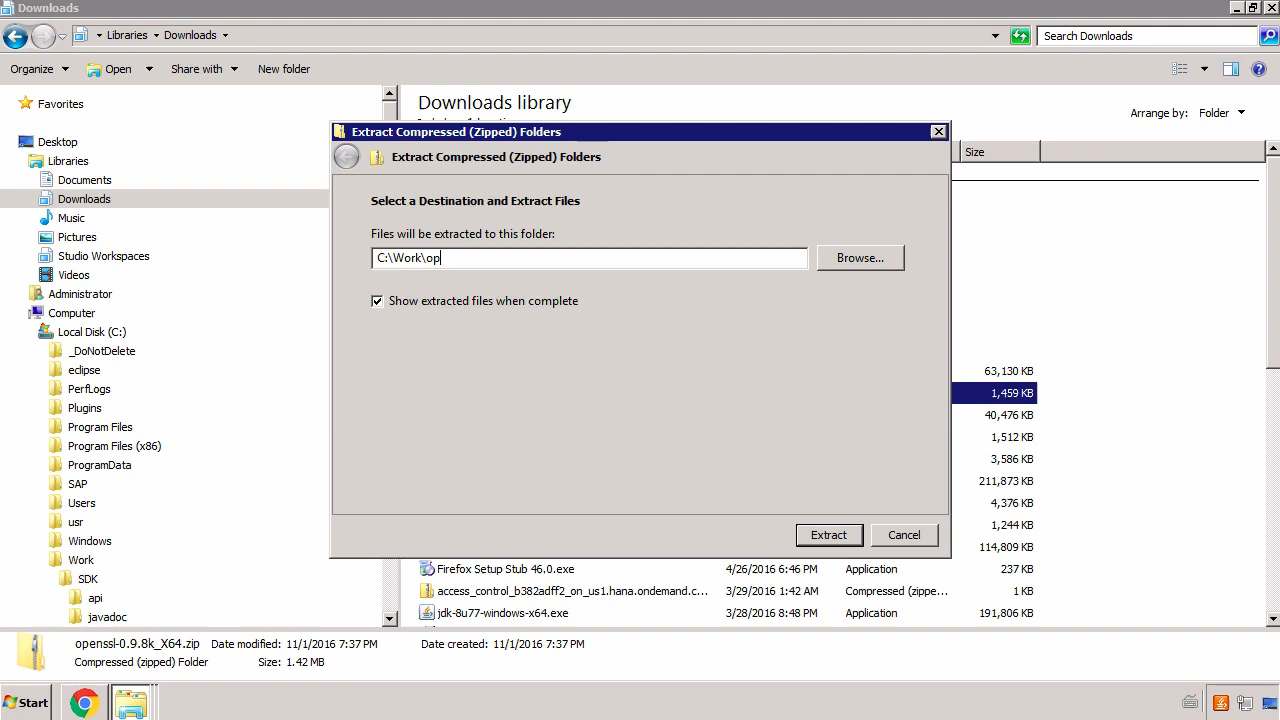 Downloads
Libraries Downloads
Search Downloads
Organize Open Share with New folder
Favorites
Desktop
Libraries
Documents
Downloads
Music
Pictures
Studio Workspaces
Videos
Administrator
Computer
Local Disk (C:)
_DoNotDelete
eclipse
PerfLogs
Plugins
Program Files
Program Files (x86)
ProgramData
SAP
Users
usr
Windows
Work
SDK
api
javadoc
Downloads library
Arrange by: Folder
Size
Extract Compressed (Zipped) Folders
Extract Compressed (Zipped) Folders
Select a Destination and Extract Files
Files will be extracted to this folder:
C:\Work\op
Browse...
Show extracted files when complete
Extract Cancel
63,130 KB
1,459 KB
40,476 KB
1,512 KB
3,586 KB
211,873 KB
4,376 KB
1,244 KB
114,809 KB
Firefox Setup Stub 46.0.exe 4/26/2016 6:46 PM Application 237 KB
access_control_b382adff2_on_us1.hana.ondemand.c... 3/29/2016 1:42 AM Compressed (zippe... 1 KB
jdk-8u77-windows-x64.exe 3/28/2016 8:48 PM Application 191,806 KB
openssl-0.9.8k_X64.zip Date modified: 11/1/2016 7:37 PM Date created: 11/1/2016 7:37 PM
Compressed (zipped) Folder Size: 1.42 MB
Start